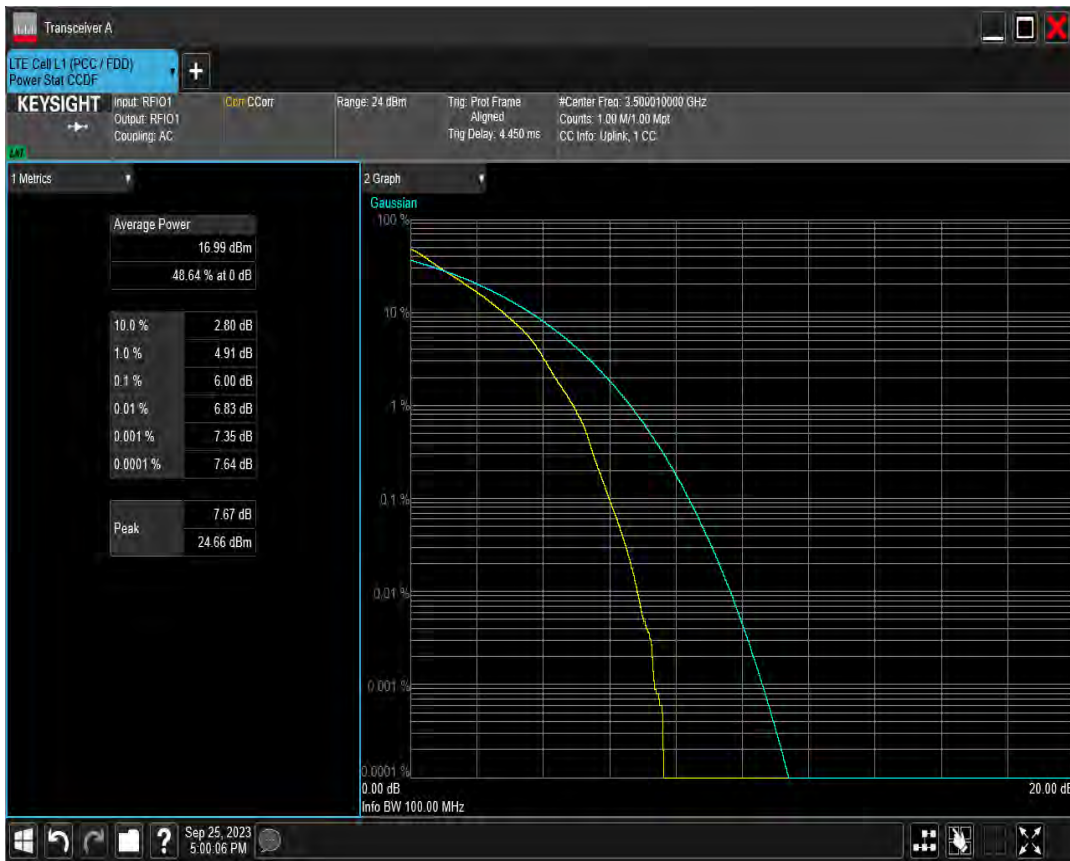 Transceiver A
LTE Cell L1 (PCC / FDD)
Power Stat CCDF
+
KEYSIGHT
Input: RFIO1
Output: RFIO1
Coupling: AC
Corr CCorr
Range: 24 dBm
Trig: Prot Frame
Aligned
Trig Delay: 4.450 ms
#Center Freq: 3.500010000 GHz
Counts: 1.00 M/1.00 Mpt
CC Info: Uplink, 1 CC
LXI
1 Metrics
Average Power
16.99 dBm
48.64 % at 0 dB
10.0 % 2.80 dB
1.0 % 4.91 dB
0.1 % 6.00 dB
0.01 % 6.83 dB
0.001 % 7.35 dB
0.0001 % 7.64 dB
Peak
7.67 dB
24.66 dBm
2 Graph
Gaussian
100 %
10 %
1 %
0.1 %
0.01 %
0.001 %
0.0001 %
0.00 dB
20.00 dB
Info BW 100.00 MHz
?
Sep 25, 2023
5:00:06 PM